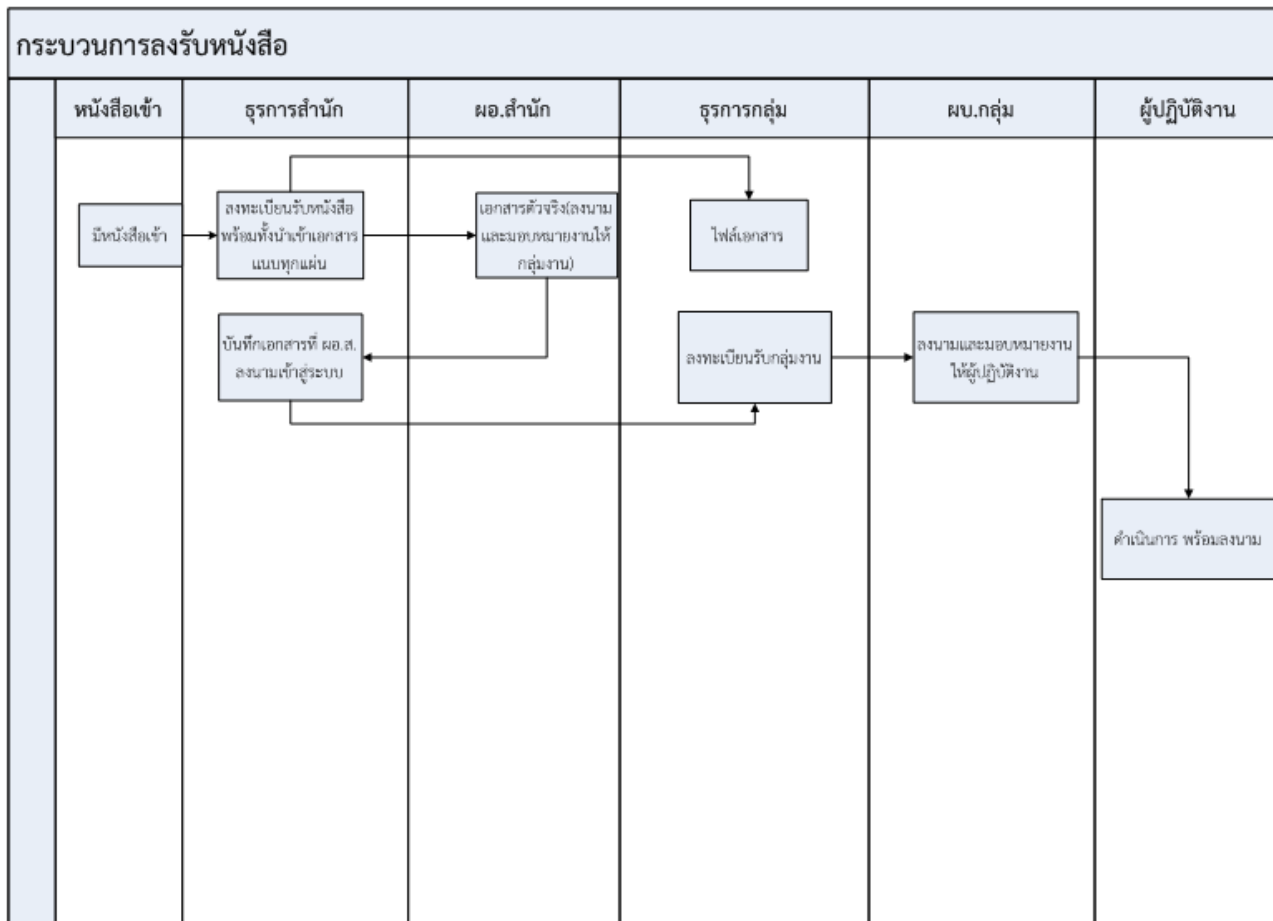 กระบวนการลงรับหนังสือ
หนังสือเข้า
ธุรการสำนัก
ผอ.สำนัก
ธุรการกลุ่ม
ผบ.กลุ่ม
ผู้ปฏิบัติงาน
มีหนังสือเข้า
ลงทะเบียนรับหนังสือ
พร้อมทั้งนำเข้าเอกสาร
แนบทุกแผ่น
เอกสารตัวจริง(ลงนาม
และมอบหมายงานให้
กลุ่มงาน)
ไฟล์เอกสาร
บันทึกเอกสารที่ ผอ.ส.
ลงนามเข้าสู่ระบบ
ลงทะเบียนรับกลุ่มงาน
ลงนามและมอบหมายงาน
ให้ผู้ปฏิบัติงาน
ดำเนินการ พร้อมลงนาม